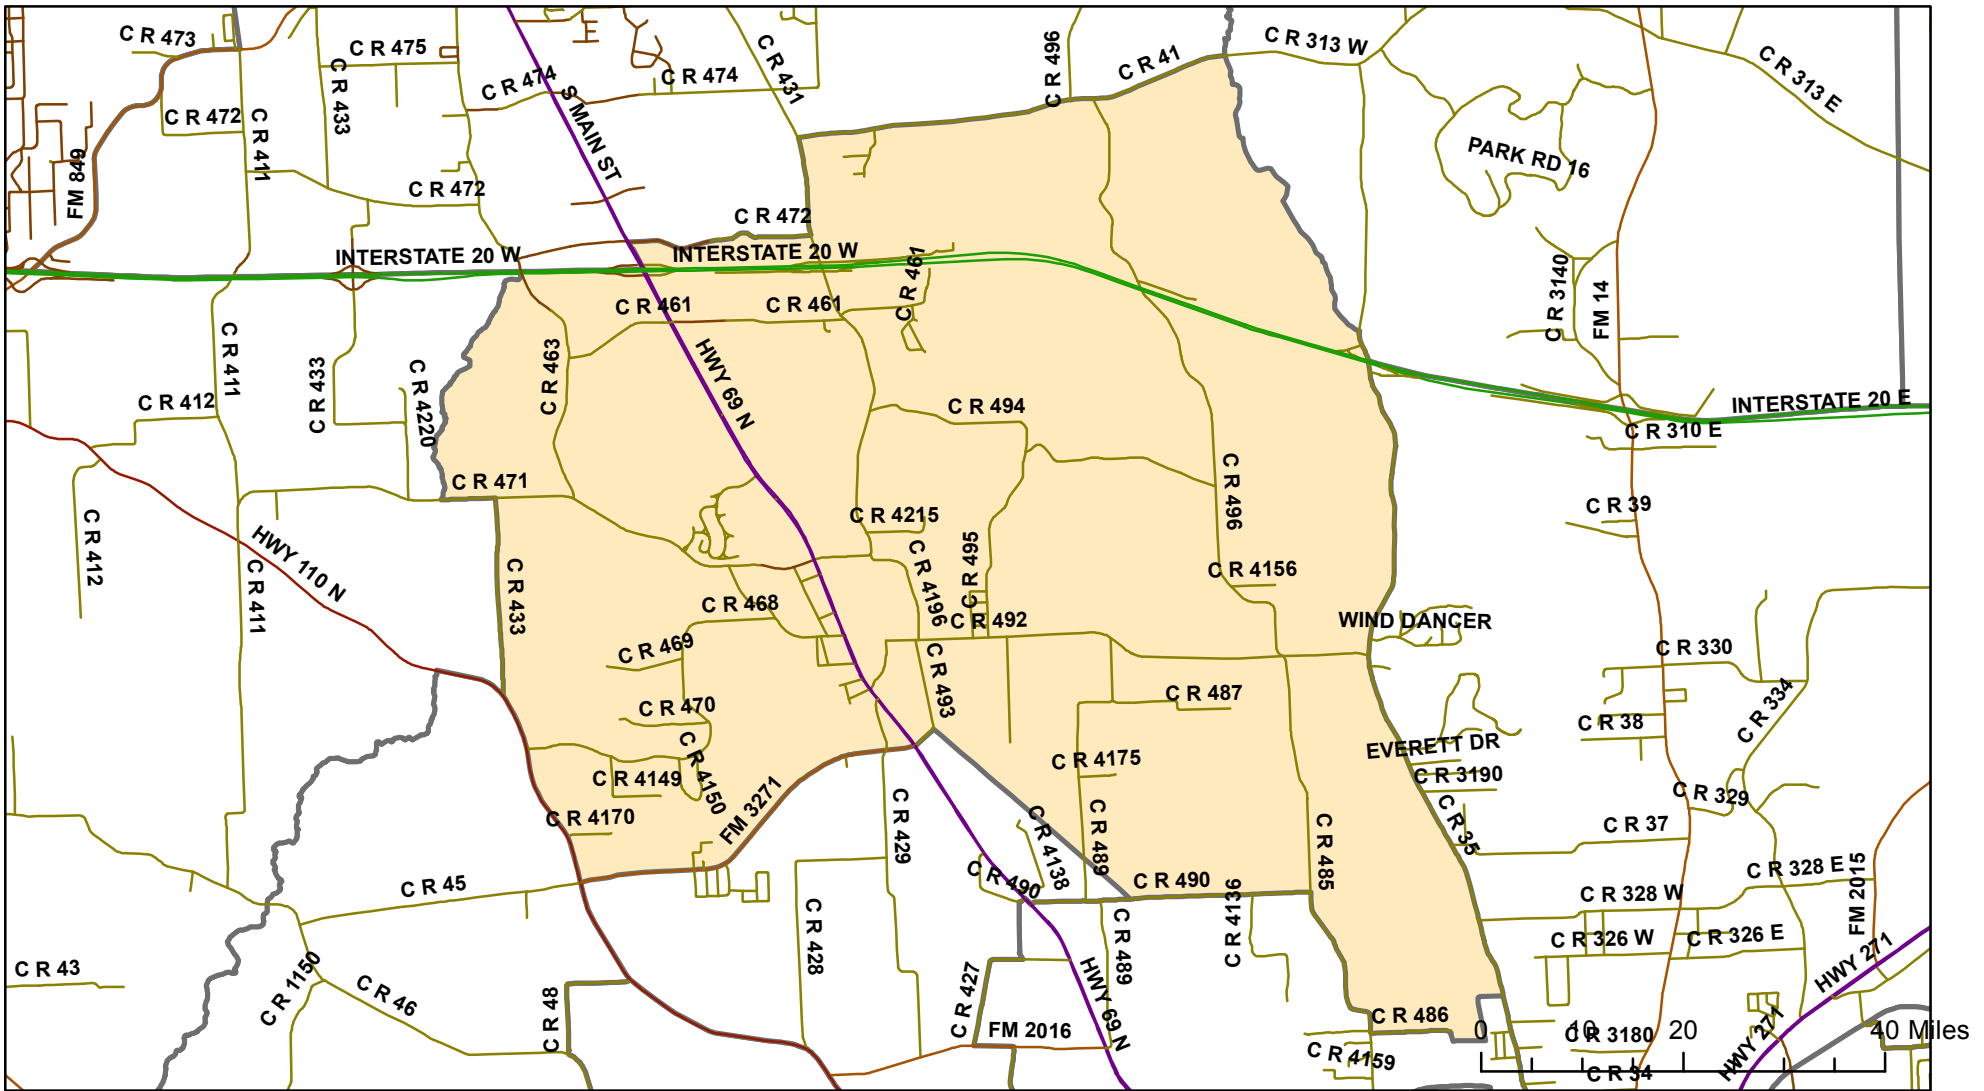 C R 473
C R 475
C R 433
C R 474
S MAIN ST
C R 474
C R 431
C R 496
C R 41
C R 313 W
C R 313 E
C R 472
C R 411
FM 849
PARK RD 16
C R 472
C R 472
INTERSTATE 20 W
INTERSTATE 20 W
C R 461
C R 461
C R 461
C R 3140
FM 14
C R 411
C R 433
C R 4220
C R 463
HWY 69 N
C R 412
C R 494
INTERSTATE 20 E
C R 310 E
C R 471
C R 496
C R 39
C R 4215
C R 412
HWY 110 N
C R 411
C R 433
C R 4196
C R 495
C R 4156
C R 468
C R 492
WIND DANCER
C R 469
C R 330
C R 493
C R 487
C R 470
C R 334
C R 38
EVERETT DR
C R 4150
C R 4149
C R 4175
C R 3190
C R 329
FM 3271
C R 4170
C R 429
C R 4138
C R 489
C R 485
C R 35
C R 37
C R 45
C R 490
C R 490
C R 328 E
C R 328 W
FM 2015
C R 428
C R 4136
C R 489
C R 326 W
C R 326 E
HWY 271
C R 43
C R 1150
C R 46
C R 48
C R 427
HWY 69 N
FM 2016
C R 486
C R 4159
C R 3180
C R 34
HWY 271
0 10 20 40 Miles